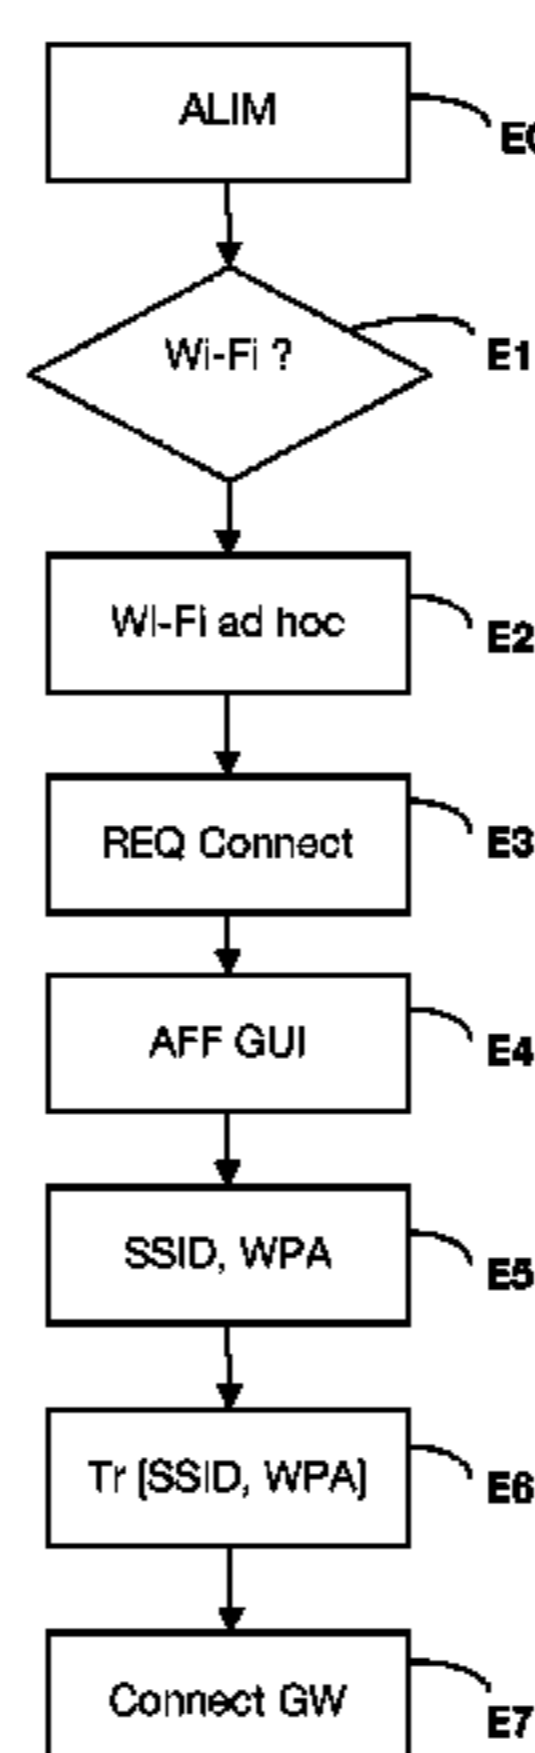 ALIM
Wi-Fi ?
E1
Wi-Fi ad hoc
E2
REQ Connect
E3
AFF GUI
E4
SSID, WPA
E5
Tr [SSID, WPA]
E6
Connect GW
E7